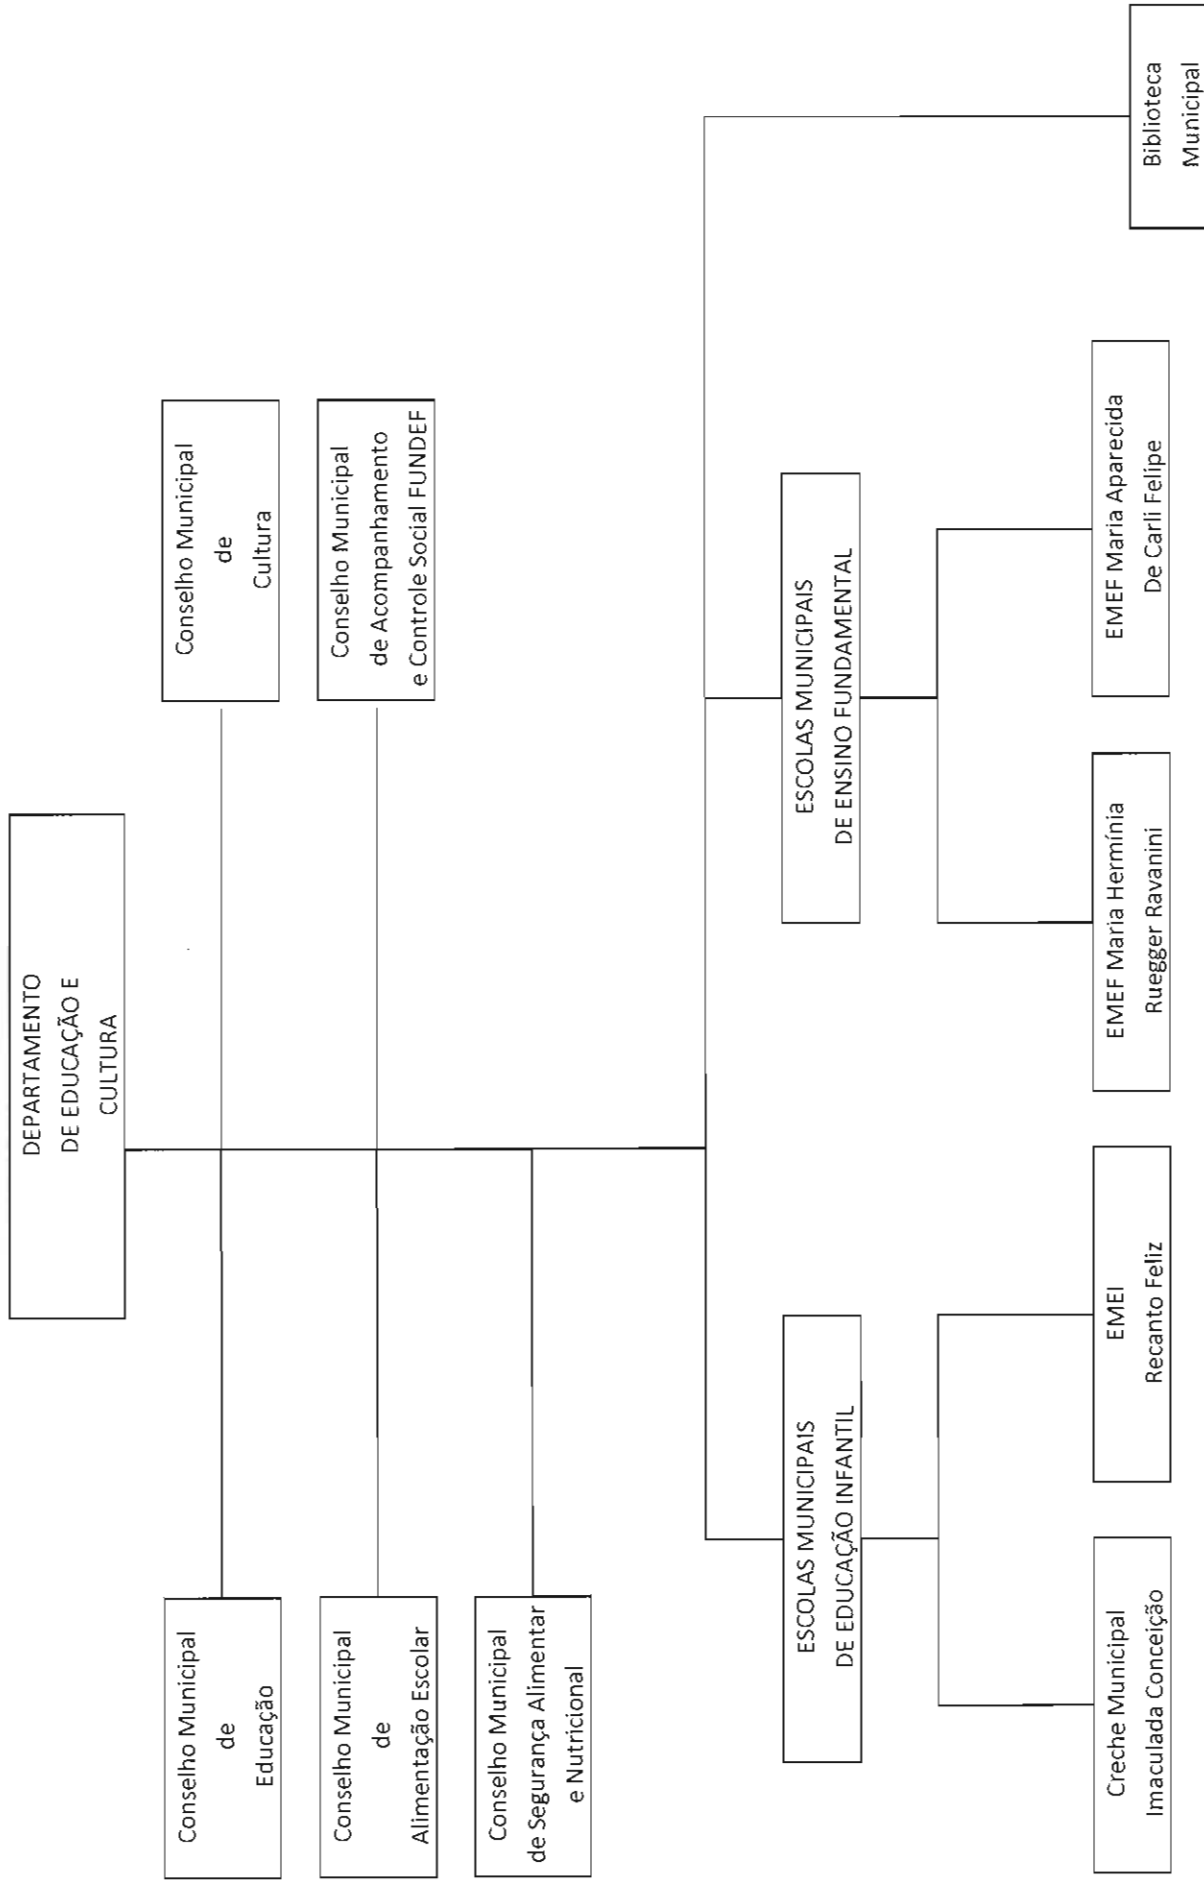 DEPARTAMENTO
DE EDUCAÇÃO E
CULTURA
Conselho Municipal
de
Educação
Conselho Municipal
de
Cultura
Conselho Municipal
de
Alimentação Escolar
Conselho Municipal
de Acompanhamento
e Controle Social FUNDEF
Conselho Municipal
de Segurança Alimentar
e Nutricional
ESCOLAS MUNICIPAIS
DE EDUCAÇÃO INFANTIL
ESCOLAS MUNICIPAIS
DE ENSINO FUNDAMENTAL
Creche Municipal
Imaculada Conceição
EMEI
Recanto Feliz
EMEF Maria Hermínia
Ruegger Ravanini
EMEF Maria Aparecida
De Carli Felipe
Biblioteca
Municipal